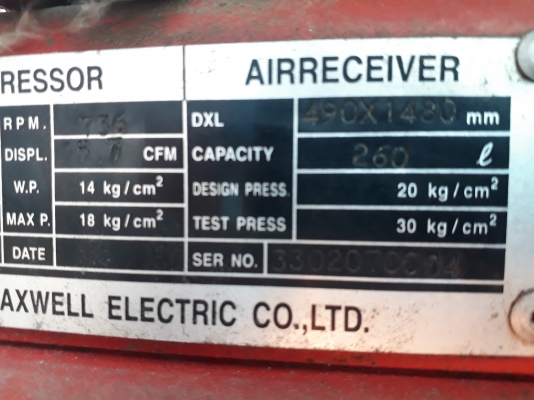 RESSOR AIRRECEIVER
RPM. 736 DXL 490X1480 mm
DISPL. CFM CAPACITY 260 ℓ
W.P. 14 kg/cm² DESIGN PRESS. 20 kg/cm²
MAX P. 18 kg/cm² TEST PRESS 30 kg/cm²
DATE SER NO.
AXWELL ELECTRIC CO.,LTD.